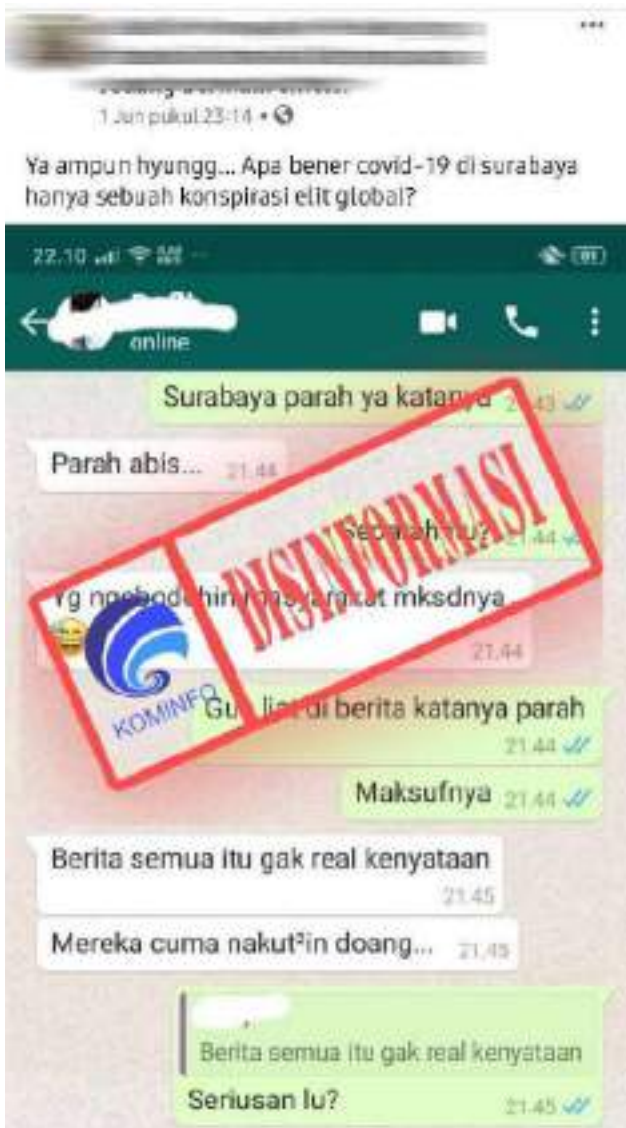 1 Jun pukul 23:14
Ya ampun hyungg... Apa bener covid-19 di surabaya
hanya sebuah konspirasi elit global?
22.10
online
Surabaya parah ya katanya 21.43
Parah abis... 21.44
Separah itu? 21.44
Yg ngebodohin masyarakat mksdnya
21.44
DISINFORMASI
KOMINFO
liat di berita katanya parah
21.44
Maksufnya 21.44
Berita semua itu gak real kenyataan
21.45
Mereka cuma nakut²in doang... 21.45
Berita semua itu gak real kenyataan
Seriusan lu? 21.45